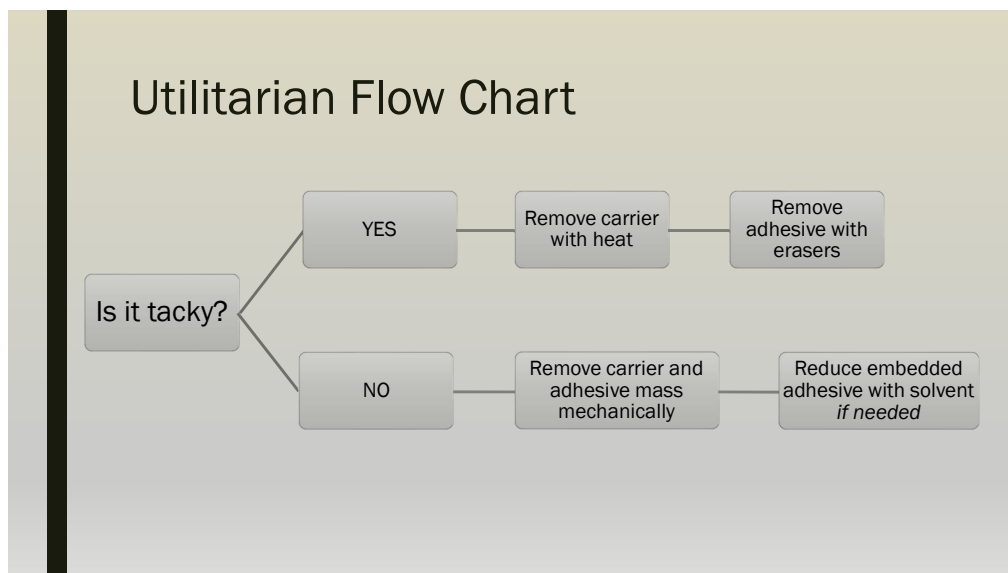 Utilitarian Flow Chart
Is it tacky?
YES
Remove carrier
with heat
Remove
adhesive with
erasers
NO
Remove carrier and
adhesive mass
mechanically
Reduce embedded
adhesive with solvent
if needed